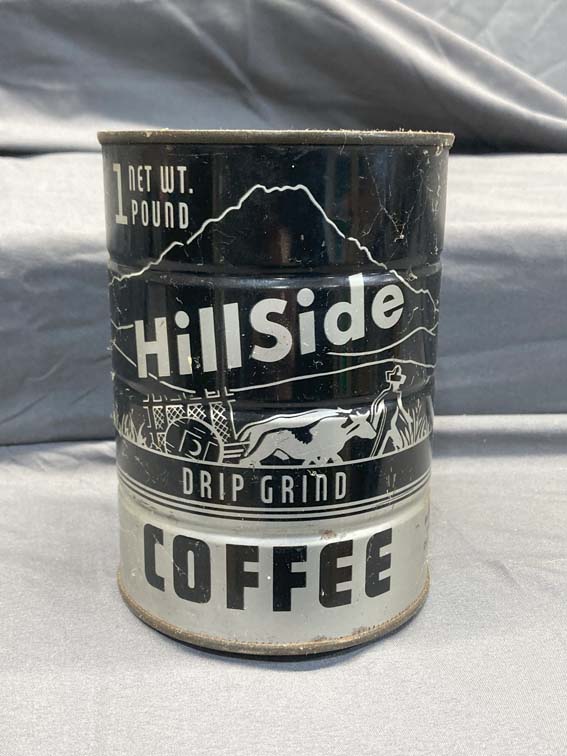 1 NET WT.
POUND
HillSide
DRIP GRIND
COFFEE